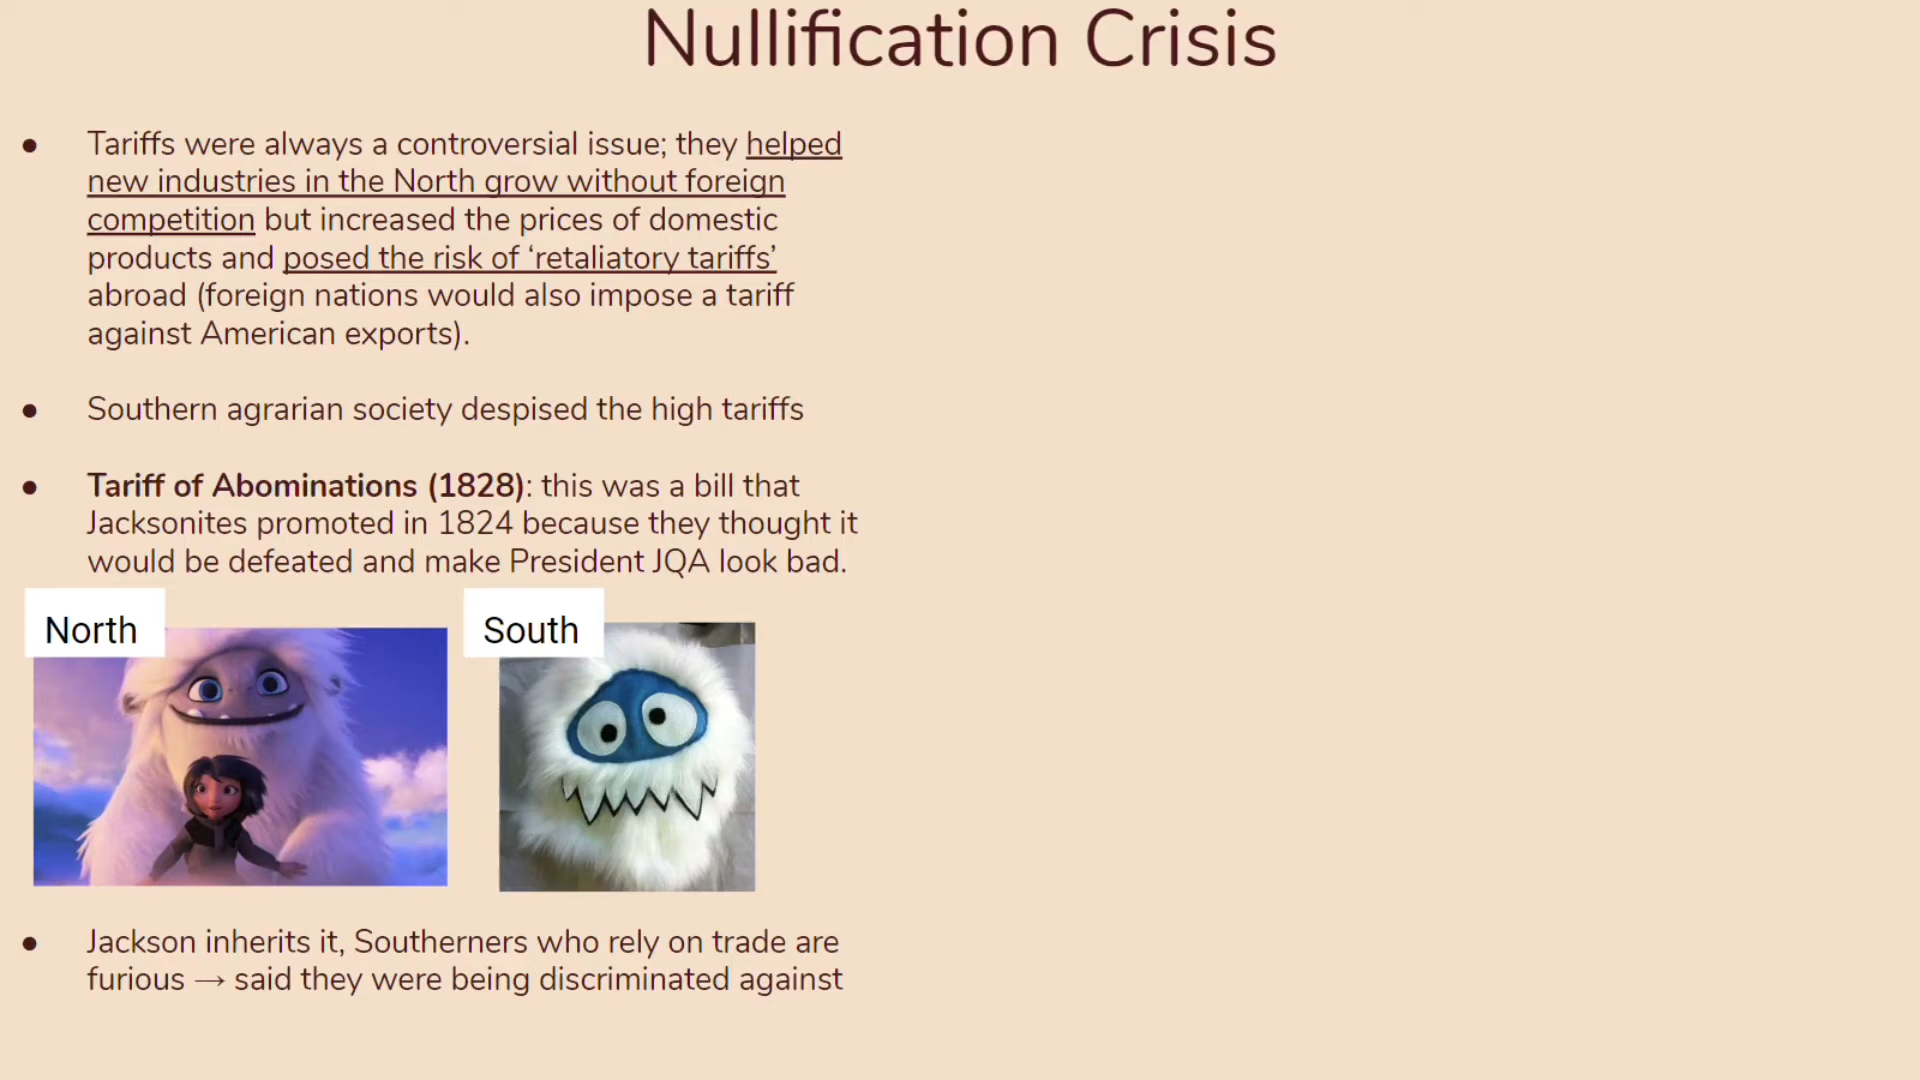 Nullification Crisis
● Tariffs were always a controversial issue; they helped
new industries in the North grow without foreign
competition but increased the prices of domestic
products and posed the risk of ‘retaliatory tariffs’
abroad (foreign nations would also impose a tariff
against American exports).
● Southern agrarian society despised the high tariffs
● Tariff of Abominations (1828): this was a bill that
Jacksonites promoted in 1824 because they thought it
would be defeated and make President JQA look bad.
North
South
● Jackson inherits it, Southerners who rely on trade are
furious → said they were being discriminated against